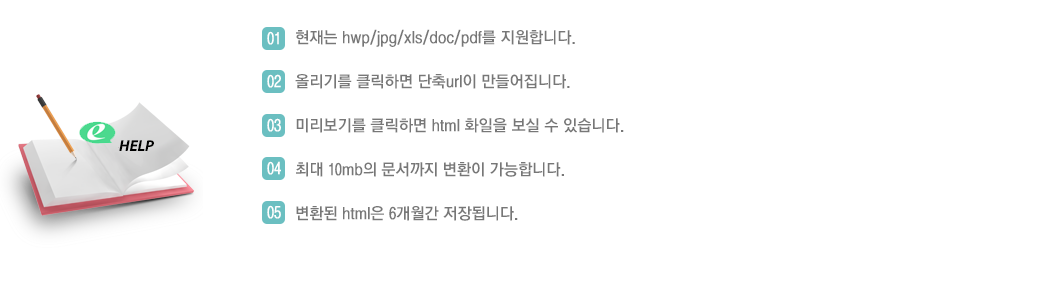 01 현재는 hwp/jpg/xls/doc/pdf를 지원합니다.
02 올리기를 클릭하면 단축url이 만들어집니다.
03 미리보기를 클릭하면 html 화일을 보실 수 있습니다.
04 최대 10mb의 문서까지 변환이 가능합니다.
05 변환된 html은 6개월간 저장됩니다.
e HELP